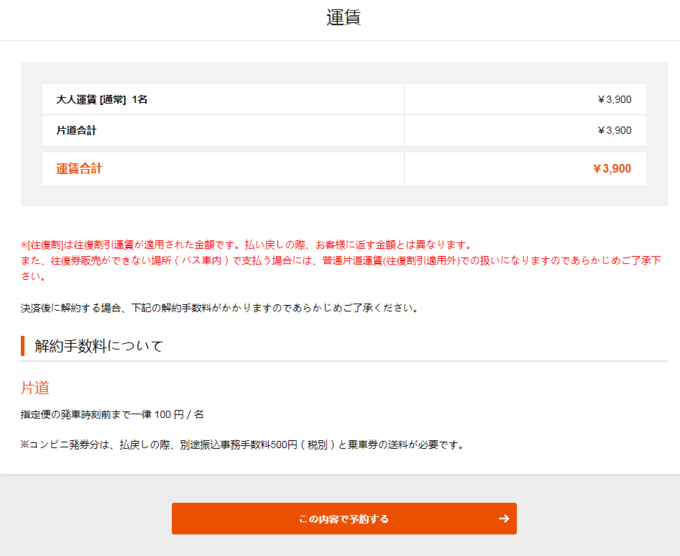 運賃
大人運賃 [通常] 1名 ￥3,900
片道合計 ￥3,900
運賃合計 ￥3,900
※[往復割]は往復割引運賃が適用された金額です。払い戻しの際、お客様に返す金額とは異なります。
また、往復券販売ができない場所（バス車内）で支払う場合には、普通片道運賃(往復割引適用外)での扱いになりますのであらかじめご了承下
さい。
決済後に解約する場合、下記の解約手数料がかかりますのであらかじめご了承ください。
解約手数料について
片道
指定便の発車時刻前まで一律 100 円 / 名
※コンビニ発券分は、払戻しの際、別途振込事務手数料500円（税別）と乗車券の送料が必要です。
この内容で予約する